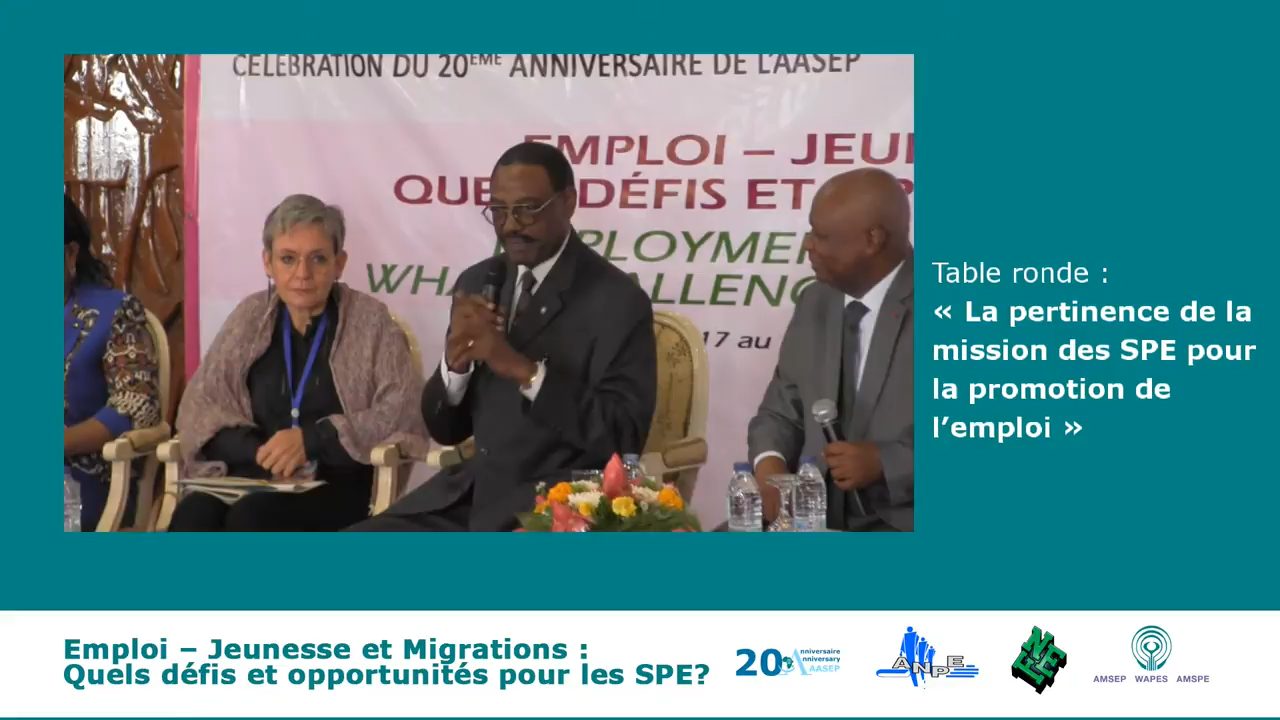 CÉLÉBRATION DU 20ÈME ANNIVERSAIRE DE L'AASEP
EMPLOI – JEU
QUE DÉFIS ET
PLOYME
WHA ALLENG
17 au
Table ronde :
« La pertinence de la
mission des SPE pour
la promotion de
l'emploi »
Emploi – Jeunesse et Migrations :
Quels défis et opportunités pour les SPE?
20
nniversaire
nniversary
AASEP
ANPE
AMSEP WAPES AMSPE